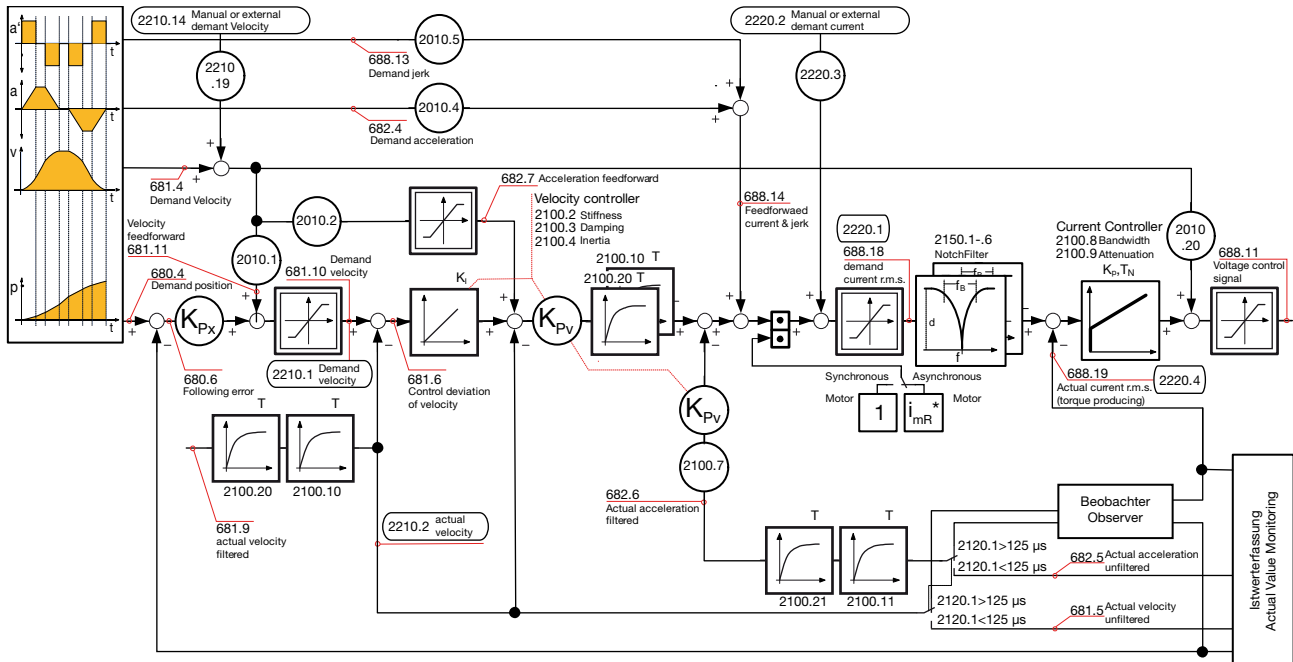 a'
t
a
t
v
t
p
t
2210.14 Manual or external
demant Velocity
2210
.19
688.13
Demand jerk
2010.5
682.4
Demand acceleration
2010.4
2220.2 Manual or external
demant current
2220.3
681.4
Demand Velocity
Velocity
feedforward
681.11
680.4
Demand position
2010.1
2010.2
682.7 Acceleration feedforward
Velocity controller
2100.2 Stiffness
2100.3 Damping
2100.4 Inertia
688.14
Feedforwaed
current & jerk
2220.1
688.18
demand
current r.m.s.
2150.1-.6
NotchFilter
Current Controller
2100.8 Bandwidth
2100.9 Attenuation
2010
.20
688.11
Voltage control
signal
KPx
681.10 Demand
velocity
KI
KPv
2100.10 T
2100.20 T
fB
fB
d
f
KP,TN
680.6
Following error
2210.1 Demand
velocity
681.6
Control deviation
of velocity
KPv
Synchronous
Motor
1
Asynchronous
Motor
imR*
688.19
Actual current r.m.s.
(torque producing)
2220.4
T
T
2100.20
2100.10
681.9
actual velocity
filtered
2210.2 actual
velocity
2100.7
682.6
Actual acceleration
filtered
T
T
2100.21
2100.11
Beobachter
Observer
2120.1>125 µs
2120.1<125 µs
682.5 Actual acceleration
unfiltered
2120.1>125 µs
2120.1<125 µs
681.5 Actual velocity
unfiltered
Istwerterfassung
Actual Value Monitoring